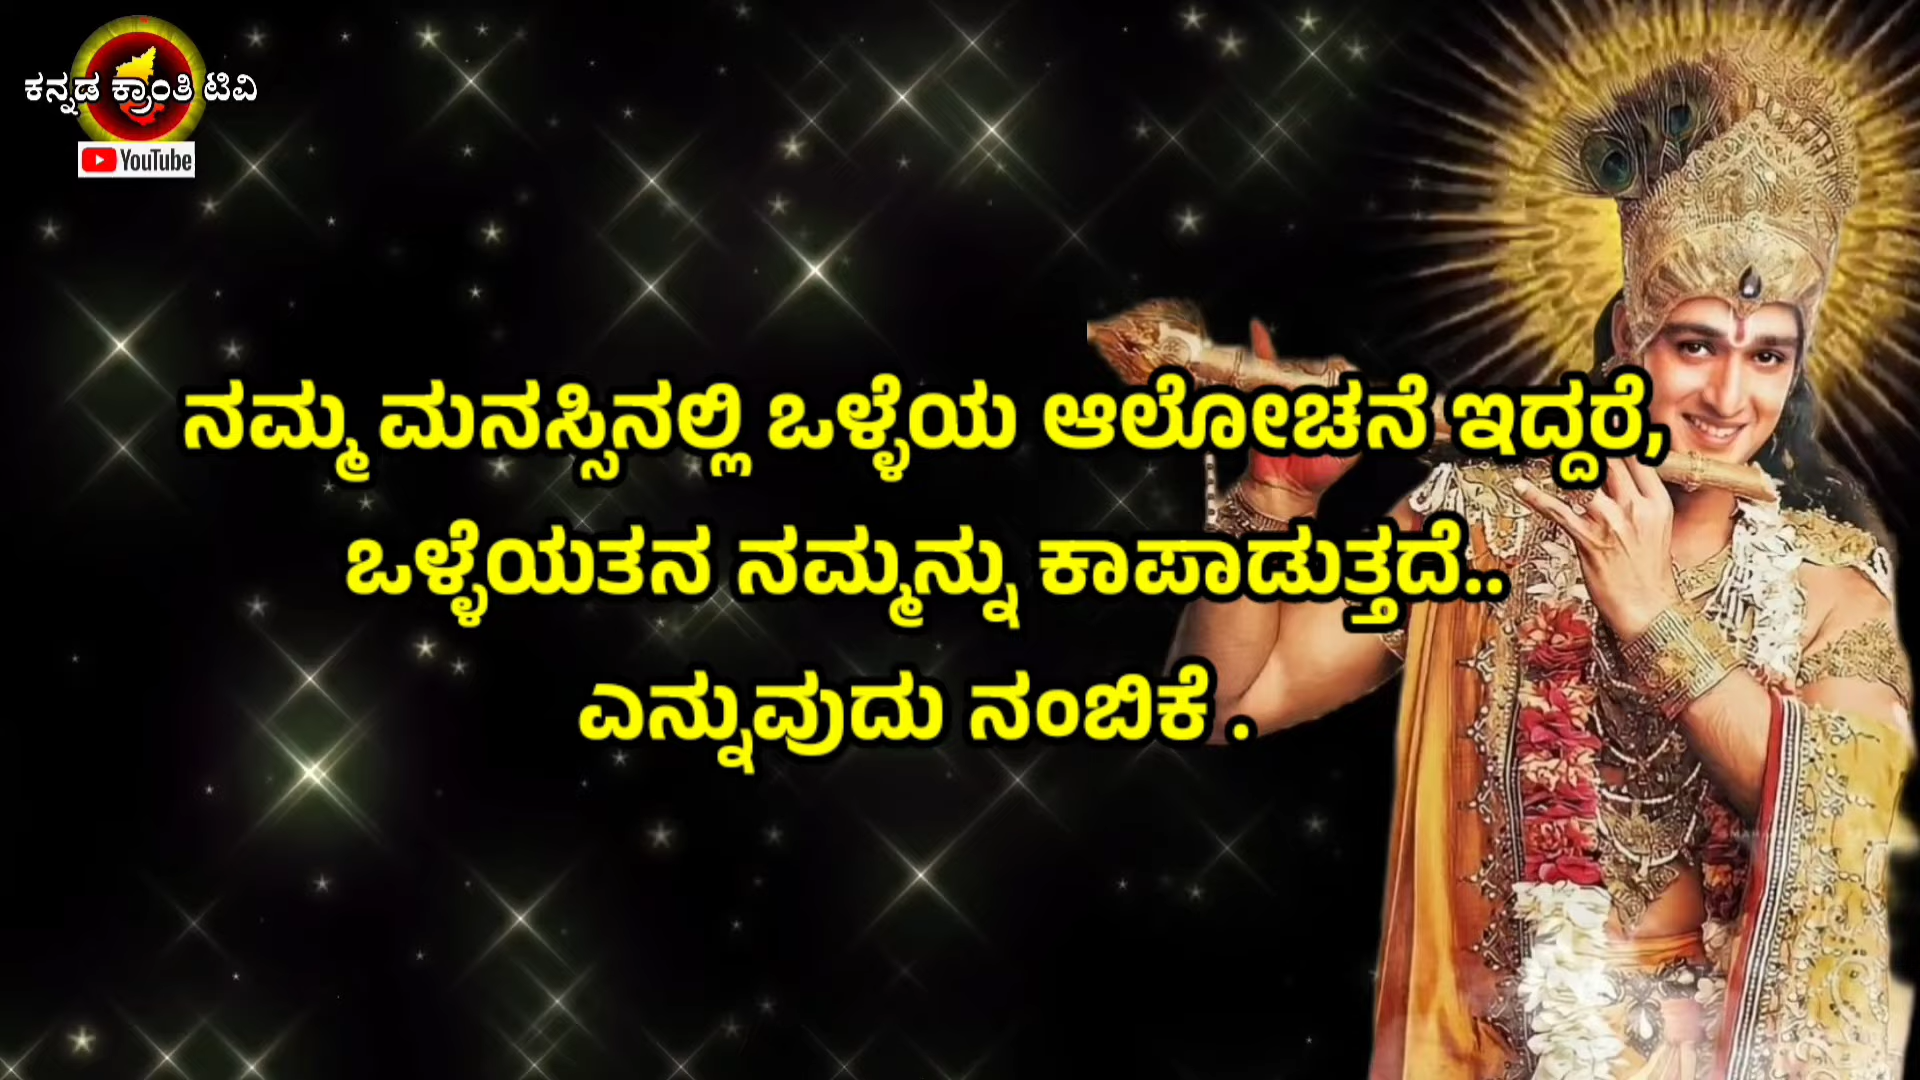 ಕನ್ನಡ ಕ್ರಾಂತಿ ಟಿವಿ
YouTube
ನಮ್ಮ ಮನಸ್ಸಿನಲ್ಲಿ ಒಳ್ಳೆಯ ಆಲೋಚನೆ ಇದ್ದರೆ,
ಒಳ್ಳೆಯತನ ನಮ್ಮನ್ನು ಕಾಪಾಡುತ್ತದೆ..
ಎನ್ನುವುದು ನಂಬಿಕೆ .